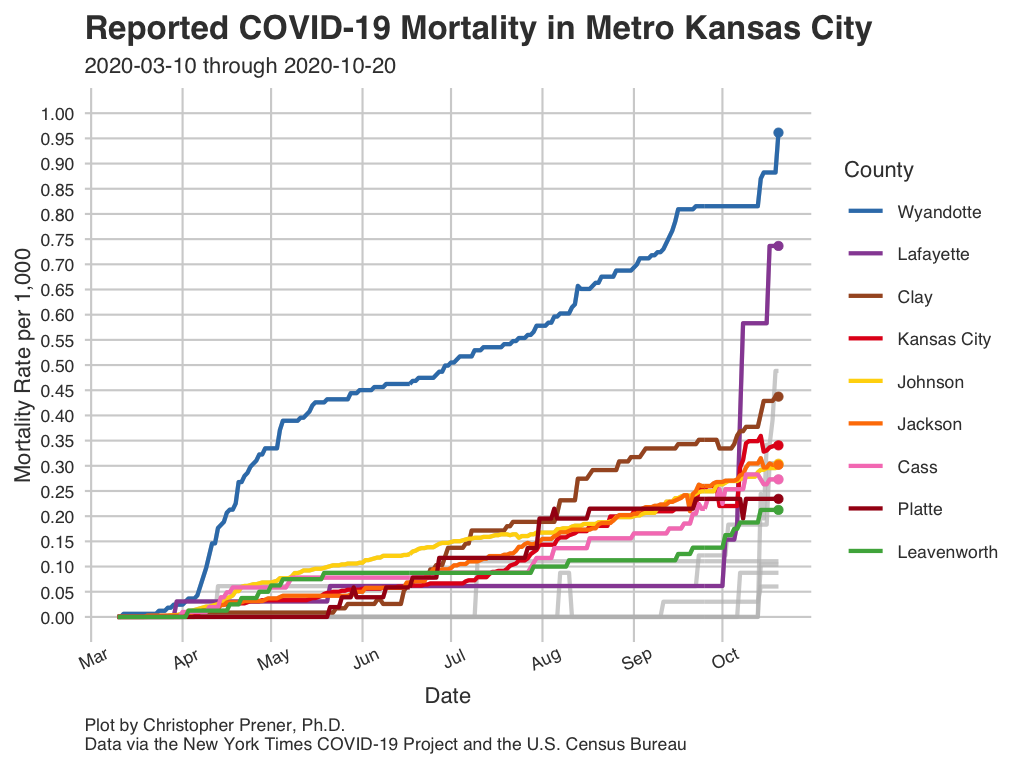 Reported COVID-19 Mortality in Metro Kansas City
2020-03-10 through 2020-10-20
Mortality Rate per 1,000
1.00
0.95
0.90
0.85
0.80
0.75
0.70
0.65
0.60
0.55
0.50
0.45
0.40
0.35
0.30
0.25
0.20
0.15
0.10
0.05
0.00
Mar Apr May Jun Jul Aug Sep Oct
Date
County
Wyandotte
Lafayette
Clay
Kansas City
Johnson
Jackson
Cass
Platte
Leavenworth
Plot by Christopher Prener, Ph.D.
Data via the New York Times COVID-19 Project and the U.S. Census Bureau